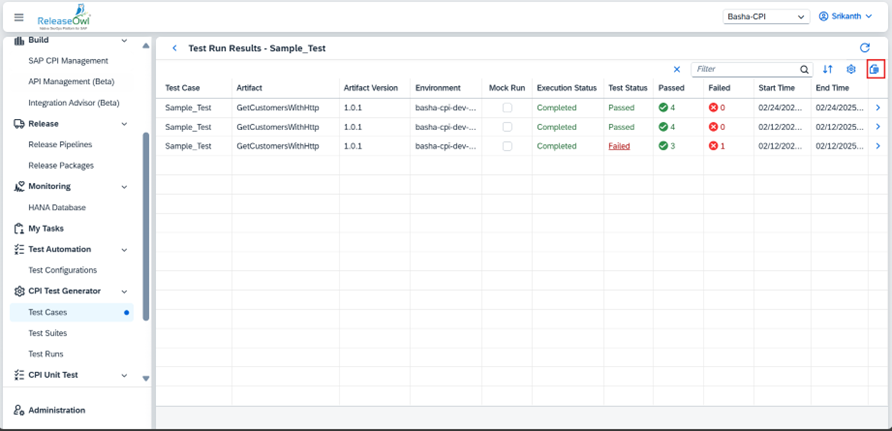 ReleaseOwl
Basha-CPI
Srikanth
Build
SAP CPI Management
API Management (Beta)
Integration Advisor (Beta)
Release
Release Pipelines
Release Packages
Monitoring
HANA Database
My Tasks
Test Automation
Test Configurations
CPI Test Generator
Test Cases
Test Suites
Test Runs
CPI Unit Test
Administration
Test Run Results - Sample_Test
Filter
Test Case Artifact Artifact Version Environment Mock Run Execution Status Test Status Passed Failed Start Time End Time
Sample_Test GetCustomersWithHttp 1.0.1 basha-cpi-dev-... Completed Passed 4 0 02/24/202... 02/24/2025...
Sample_Test GetCustomersWithHttp 1.0.1 basha-cpi-dev-... Completed Passed 4 0 02/12/202... 02/12/2025...
Sample_Test GetCustomersWithHttp 1.0.1 basha-cpi-dev-... Completed Failed 3 1 02/12/202... 02/12/2025...